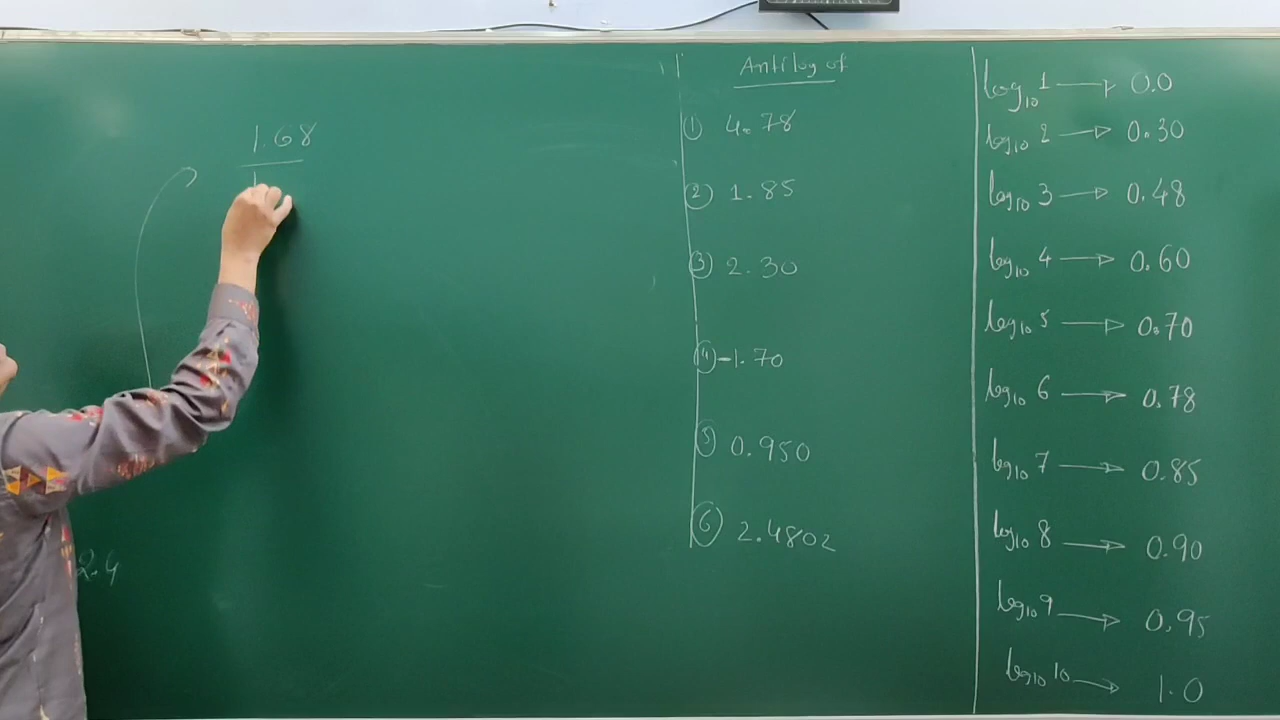 1.68
2.4
Antilog of
① 4.78
② 1.85
③ 2.30
④ -1.70
⑤ 0.950
⑥ 2.4802
log₁₀ 1 → 0.0
log₁₀ 2 → 0.30
log₁₀ 3 → 0.48
log₁₀ 4 → 0.60
log₁₀ 5 → 0.70
log₁₀ 6 → 0.78
log₁₀ 7 → 0.85
log₁₀ 8 → 0.90
log₁₀ 9 → 0.95
log₁₀ 10 → 1.0